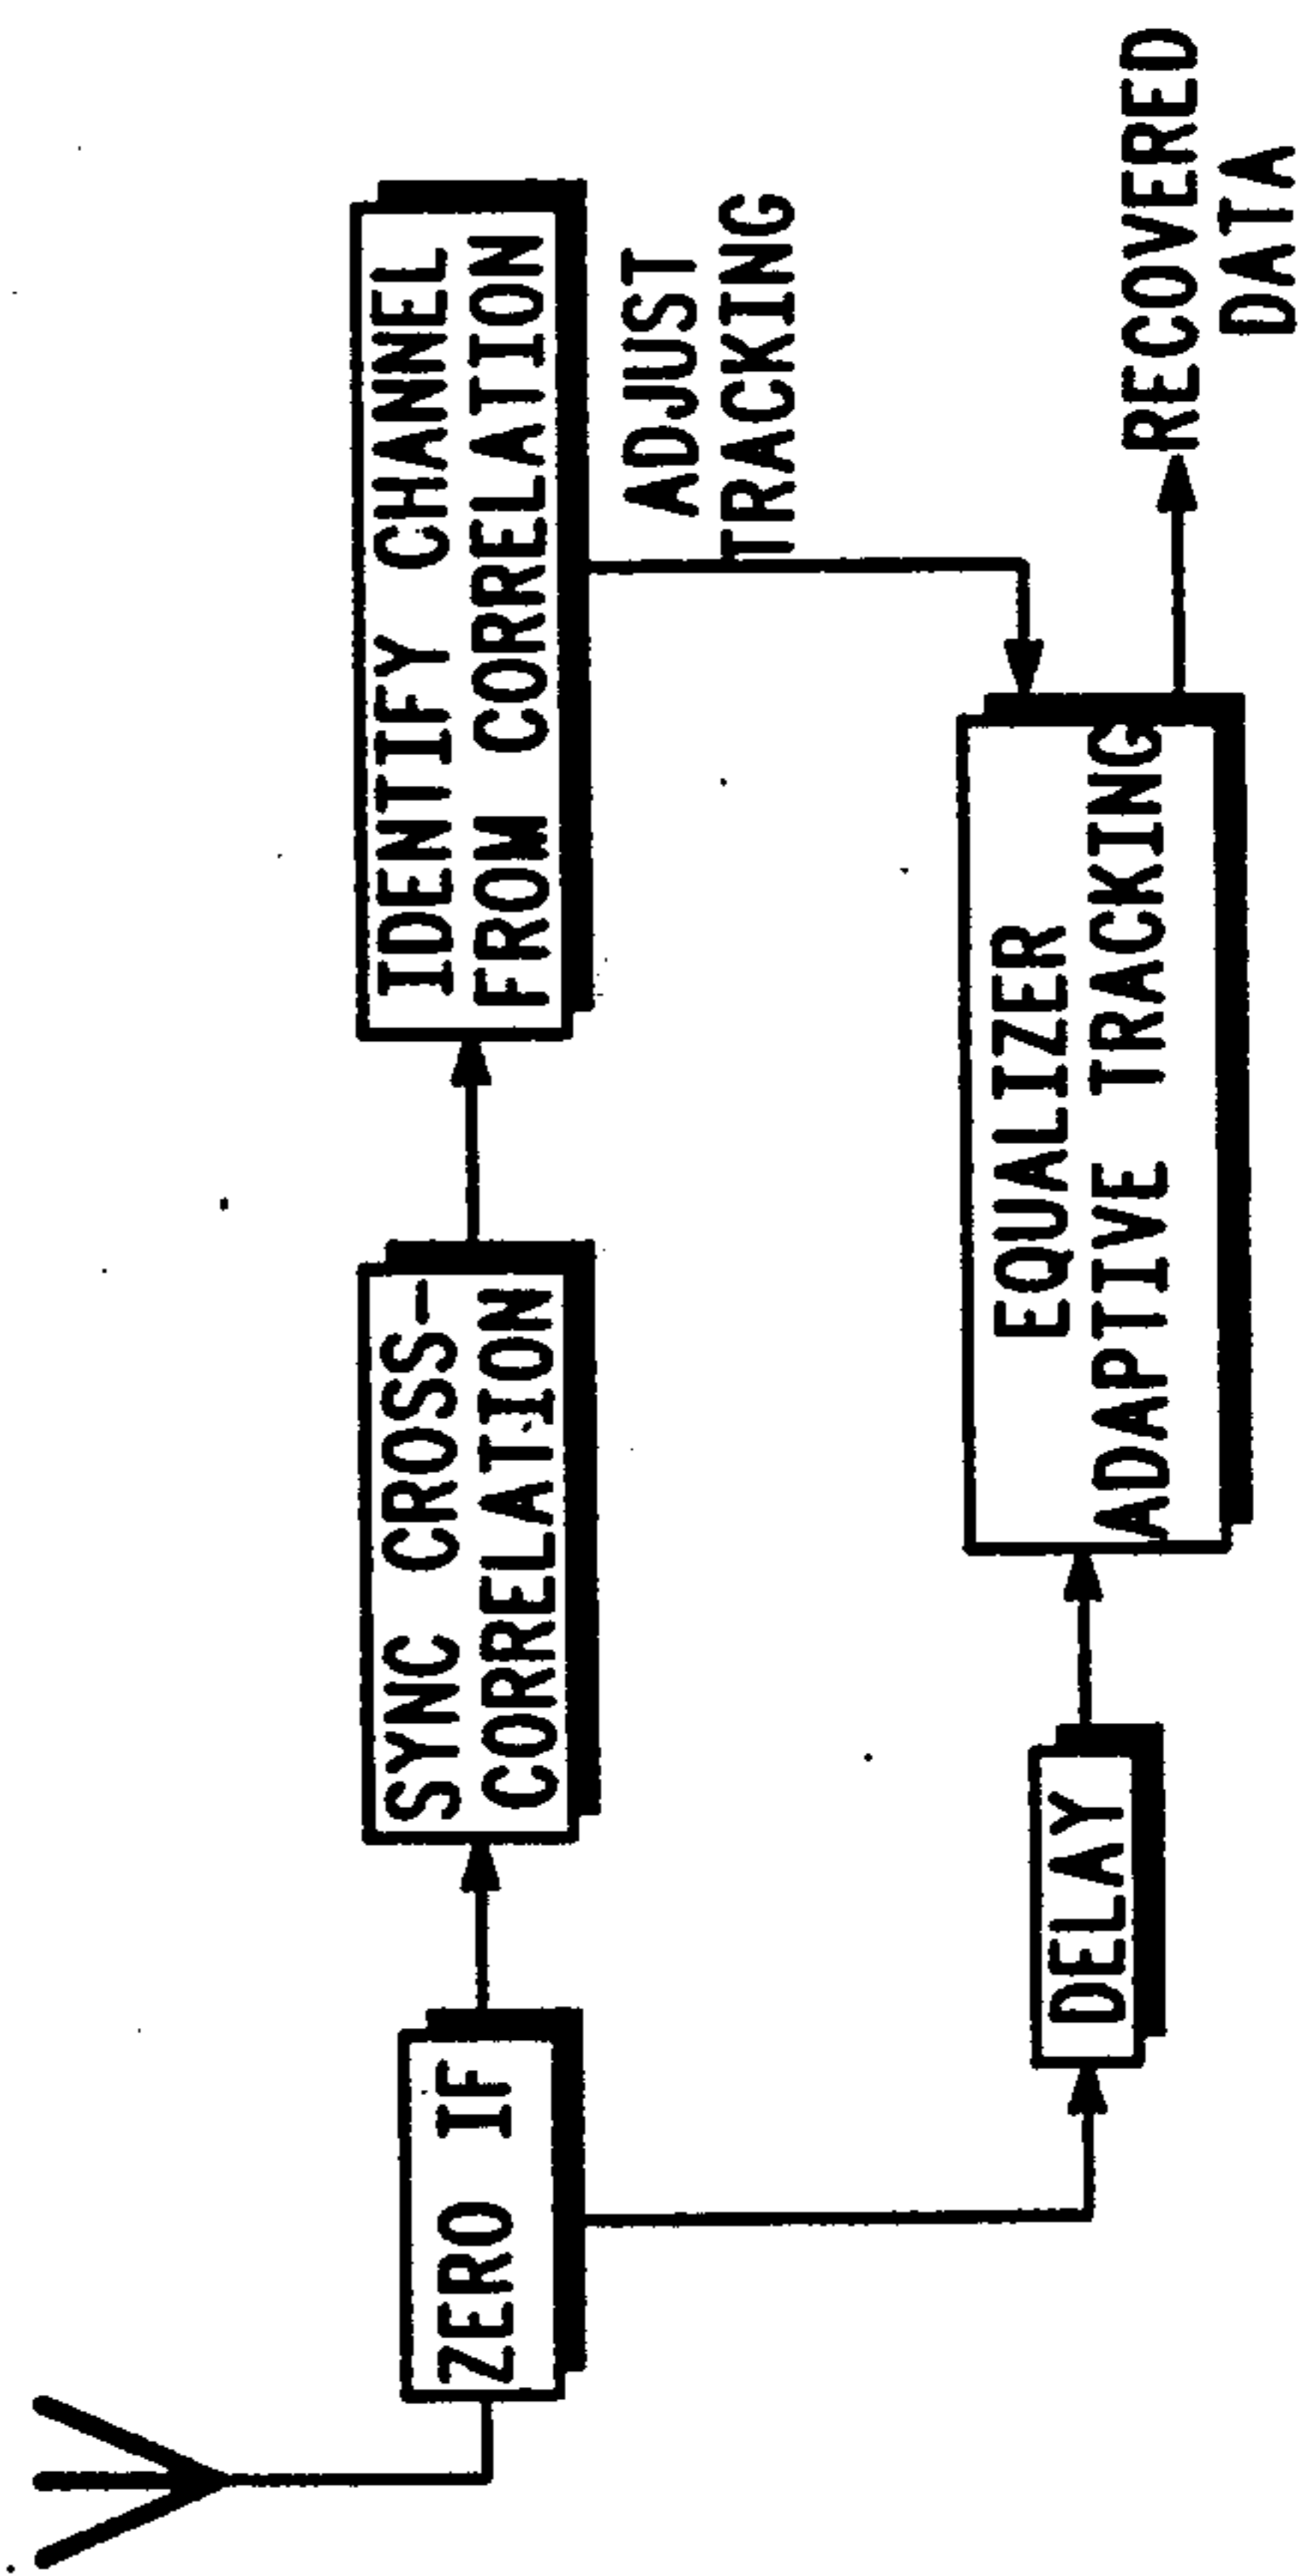 ZERO IF
SYNC CROSS-
CORRELATION
IDENTIFY CHANNEL
FROM CORRELATION
ADJUST
TRACKING
DELAY
EQUALIZER
ADAPTIVE TRACKING
RECOVERED
DATA